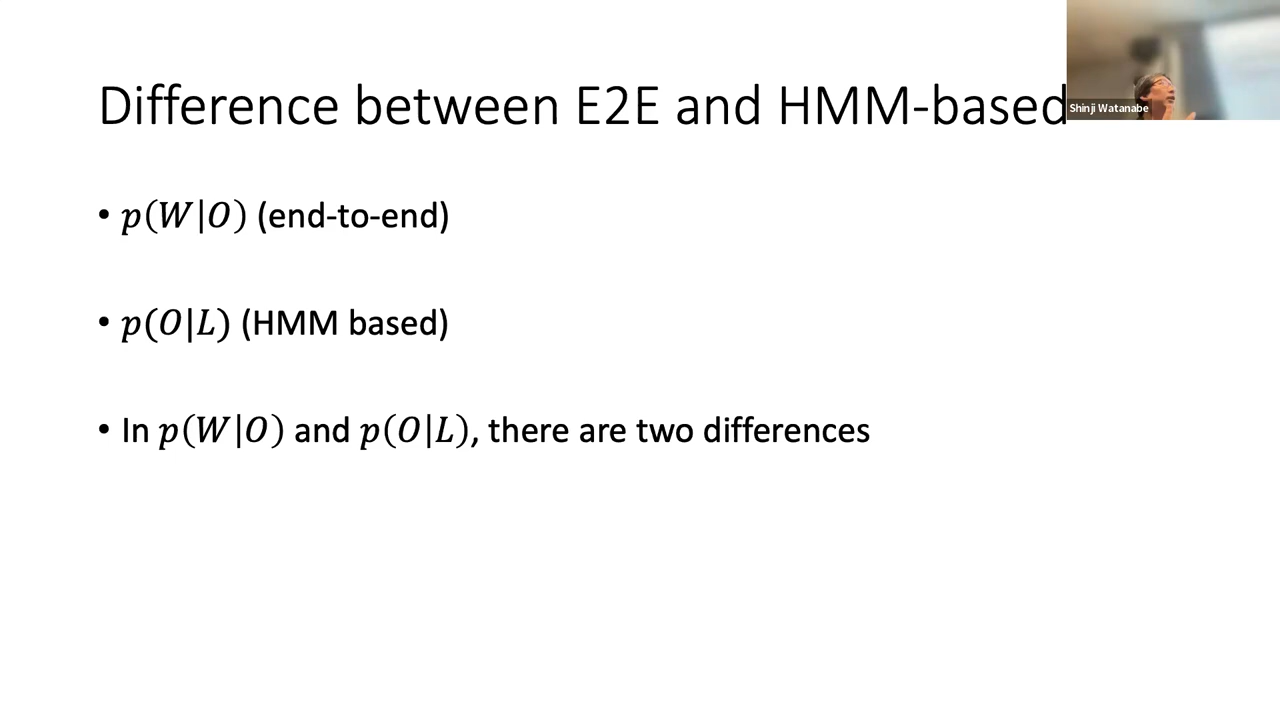 Difference between E2E and HMM-based
Shinji Watanabe
• p(W|O) (end-to-end)
• p(O|L) (HMM based)
• In p(W|O) and p(O|L), there are two differences